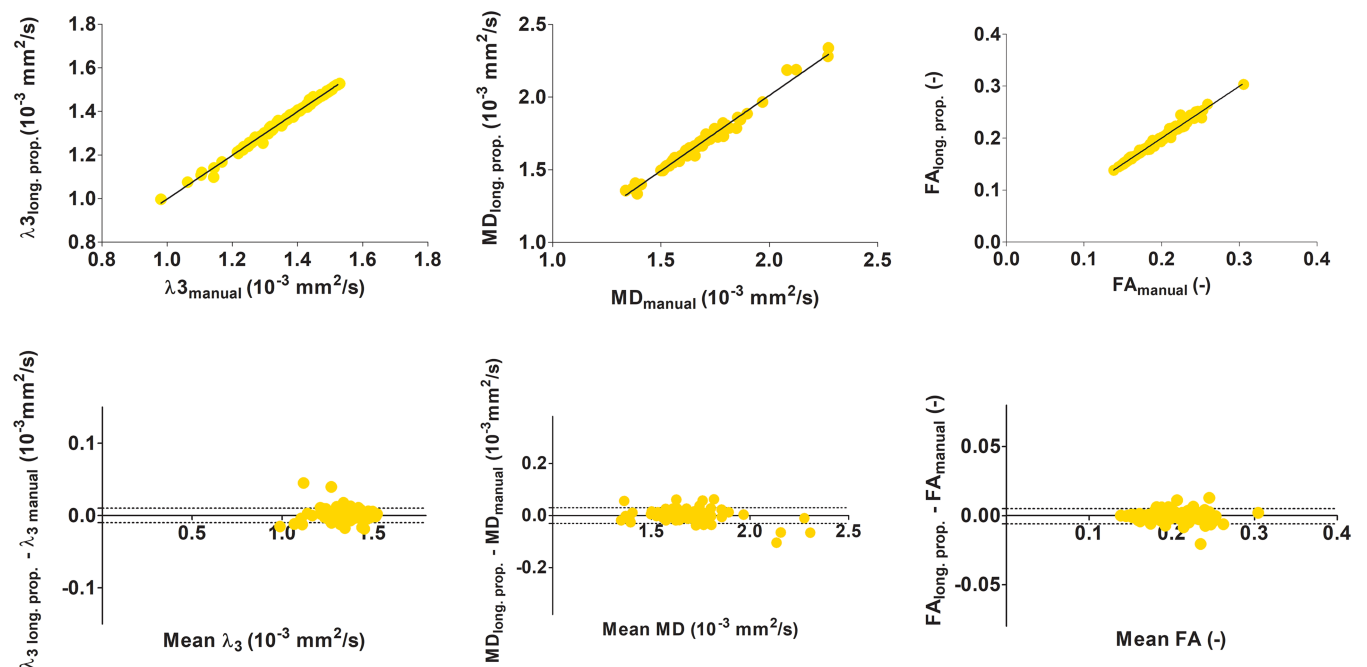 λ3long. prop. (10-3 mm2/s)
1.8
1.6
1.4
1.2
1.0
0.8
0.8 1.0 1.2 1.4 1.6 1.8
λ3manual (10-3 mm2/s)
MDlong. prop. (10-3 mm2/s)
2.5
2.0
1.5
1.0
1.0 1.5 2.0 2.5
MDmanual (10-3 mm2/s)
FAlong. prop. (-)
0.4
0.3
0.2
0.1
0.0
0.0 0.1 0.2 0.3 0.4
FAmanual (-)
λ3 long. prop. - λ3 manual (10-3mm2/s)
0.1
0.0
-0.1
0.5 1.0 1.5
Mean λ3 (10-3 mm2/s)
MDlong. prop. - MDmanual (10-3mm2/s)
0.2
0.0
-0.2
1.5 2.0 2.5
Mean MD (10-3 mm2/s)
FAlong. prop. - FAmanual (-)
0.05
0.00
-0.05
0.1 0.2 0.3 0.4
Mean FA (-)